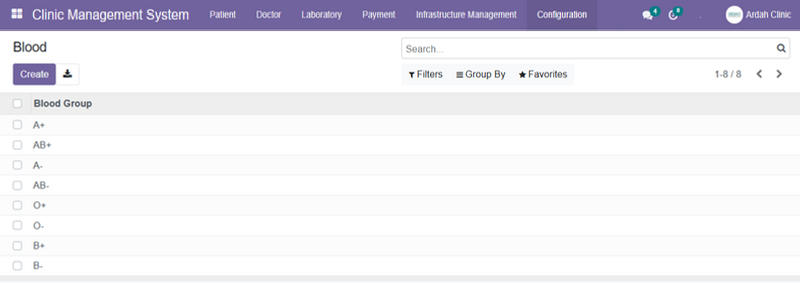 Clinic Management System Patient Doctor Laboratory Payment Infrastructure Management Configuration 4 8 Ardah Clinic
Blood Search...
Create Filters Group By Favorites 1-8 / 8
Blood Group
A+
AB+
A-
AB-
O+
O-
B+
B-